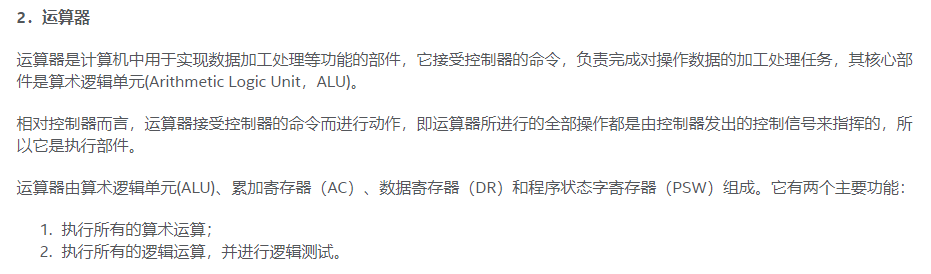 2．运算器
运算器是计算机中用于实现数据加工处理等功能的部件，它接受控制器的命令，负责完成对操作数据的加工处理任务，其核心部
件是算术逻辑单元(Arithmetic Logic Unit，ALU)。
相对控制器而言，运算器接受控制器的命令而进行动作，即运算器所进行的全部操作都是由控制器发出的控制信号来指挥的，所
以它是执行部件。
运算器由算术逻辑单元(ALU)、累加寄存器（AC）、数据寄存器（DR）和程序状态字寄存器（PSW）组成。它有两个主要功能：
1. 执行所有的算术运算；
2. 执行所有的逻辑运算，并进行逻辑测试。